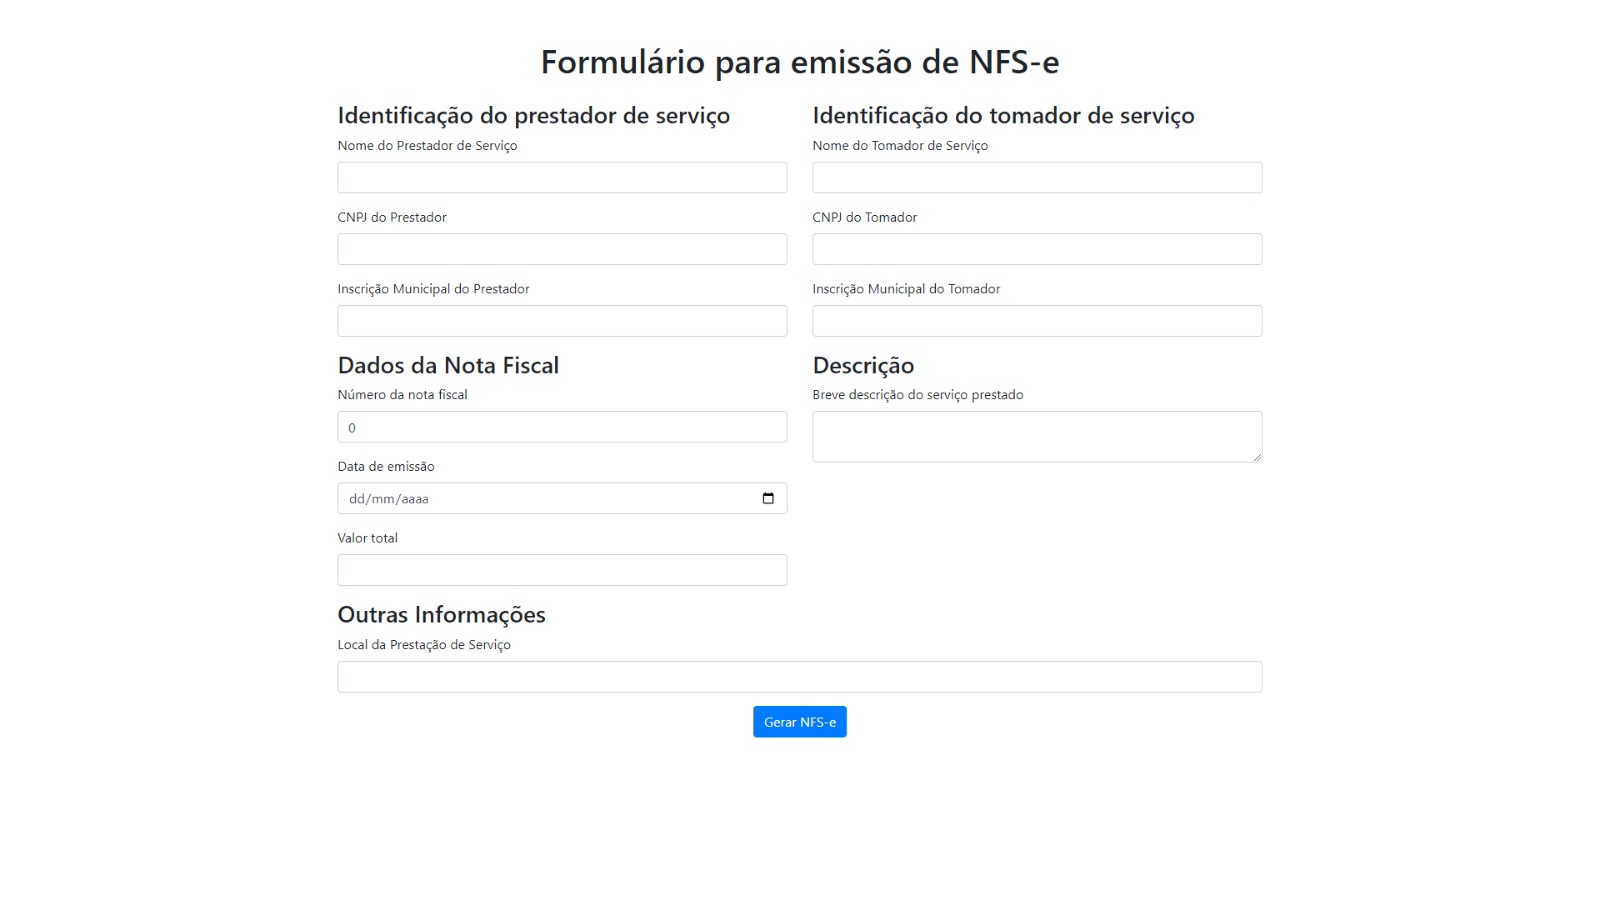 Formulário para emissão de NFS-e
Identificação do prestador de serviço
Nome do Prestador de Serviço
CNPJ do Prestador
Inscrição Municipal do Prestador
Identificação do tomador de serviço
Nome do Tomador de Serviço
CNPJ do Tomador
Inscrição Municipal do Tomador
Dados da Nota Fiscal
Número da nota fiscal
0
Data de emissão
dd/mm/aaaa
Valor total
Descrição
Breve descrição do serviço prestado
Outras Informações
Local da Prestação de Serviço
Gerar NFS-e